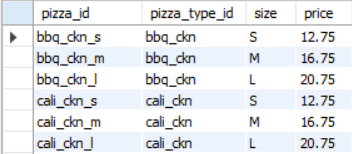 pizza_id pizza_type_id size price
bbq_ckn_s bbq_ckn S 12.75
bbq_ckn_m bbq_ckn M 16.75
bbq_ckn_l bbq_ckn L 20.75
cali_ckn_s cali_ckn S 12.75
cali_ckn_m cali_ckn M 16.75
cali_ckn_l cali_ckn L 20.75